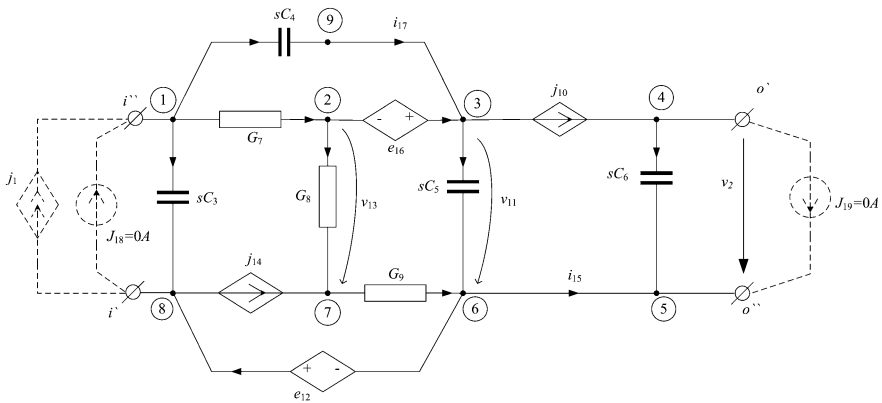 sC4
9
i17
1
2
3
4
i``
j10
o`
- +
G7
e16
j1
sC3
G8
v13
sC5
v11
sC6
v2
J18=0A
J19=0A
j14
G9
i15
8
7
6
5
i`
o``
+ -
e12